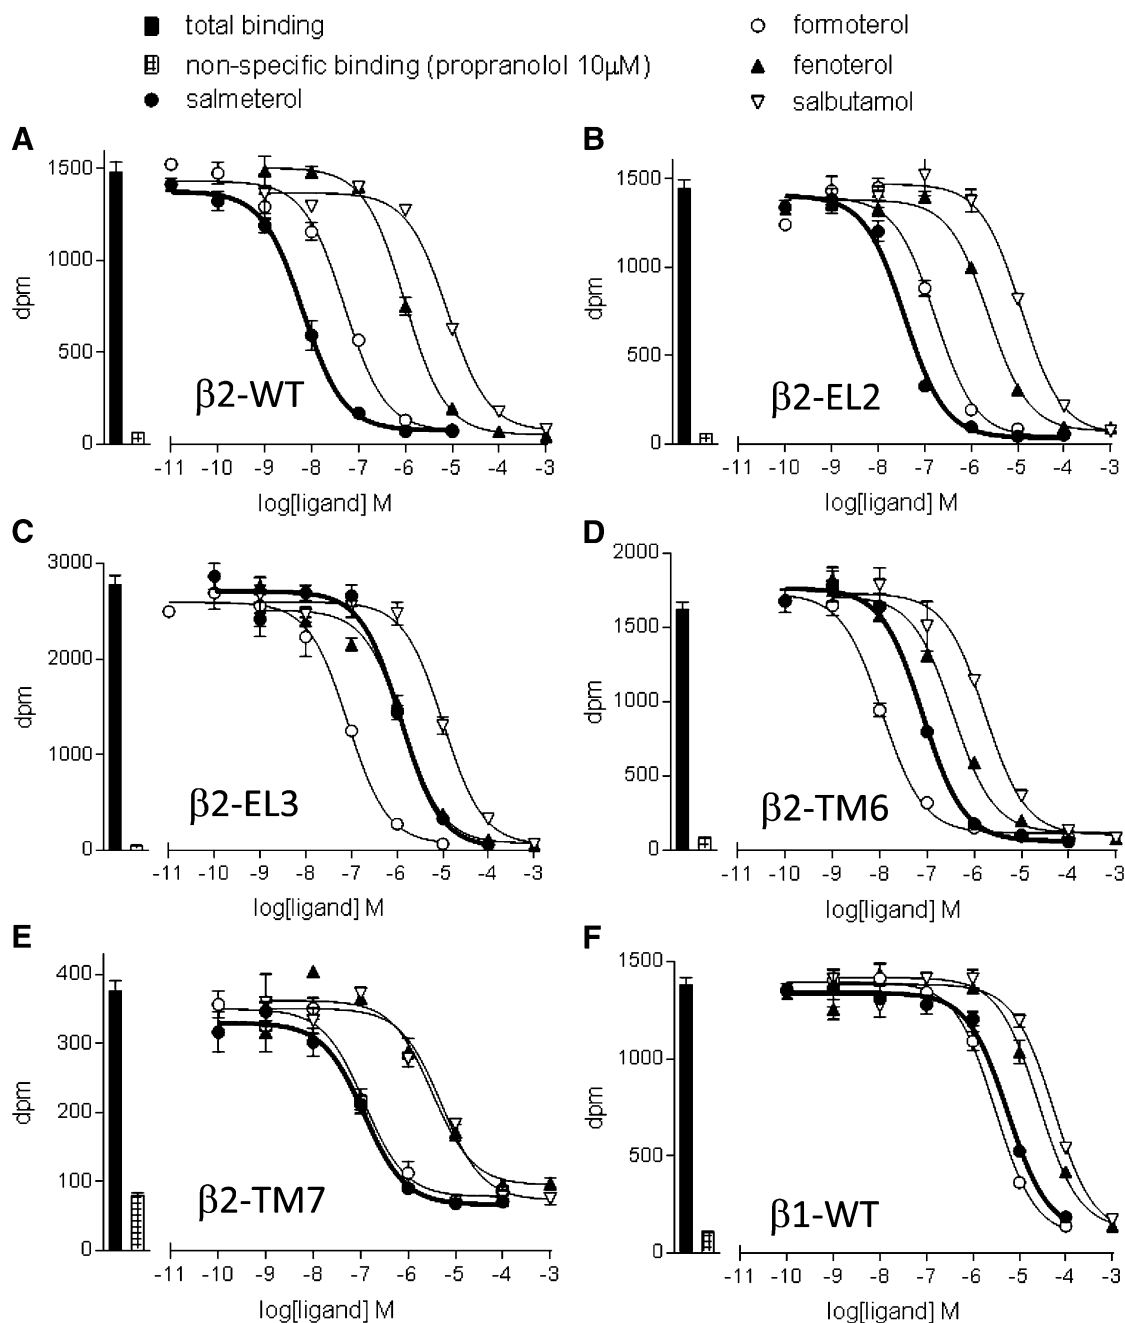 total binding
non-specific binding (propranolol 10μM)
salmeterol
formoterol
fenoterol
salbutamol
A
1500
1000
500
0
dpm
β2-WT
-11 -10 -9 -8 -7 -6 -5 -4 -3
log[ligand] M
B
1500
1000
500
0
dpm
β2-EL2
-11 -10 -9 -8 -7 -6 -5 -4 -3
log[ligand] M
C
3000
2000
1000
0
dpm
β2-EL3
-11 -10 -9 -8 -7 -6 -5 -4 -3
log[ligand] M
D
2000
1500
1000
500
0
dpm
β2-TM6
-11 -10 -9 -8 -7 -6 -5 -4 -3
log[ligand] M
E
400
300
200
100
0
dpm
β2-TM7
-11 -10 -9 -8 -7 -6 -5 -4 -3
log[ligand] M
F
1500
1000
500
0
dpm
β1-WT
-11 -10 -9 -8 -7 -6 -5 -4 -3
log[ligand] M